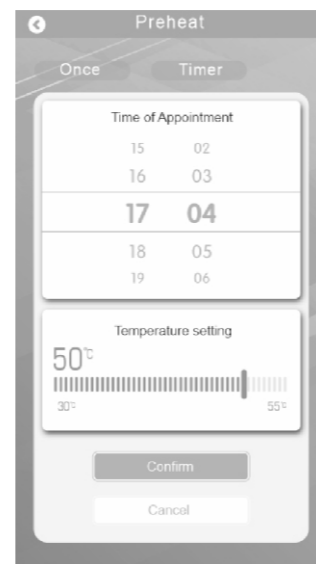 Preheat
Once Timer
Time of Appointment
15 02
16 03
17 04
18 05
19 06
Temperature setting
50℃
30℃ 55℃
Confirm
Cancel